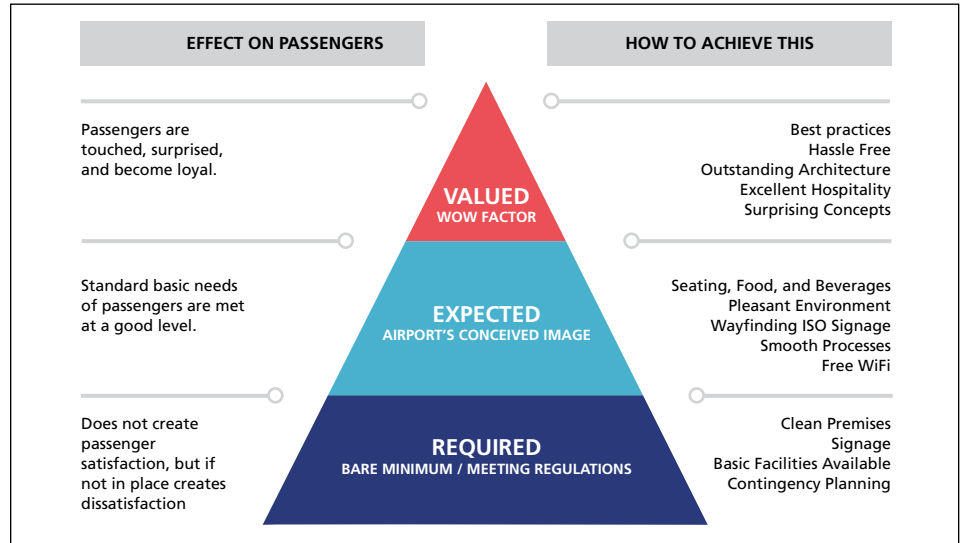 EFFECT ON PASSENGERS
HOW TO ACHIEVE THIS
Passengers are
touched, surprised,
and become loyal.
VALUED
WOW FACTOR
Best practices
Hassle Free
Outstanding Architecture
Excellent Hospitality
Surprising Concepts
Standard basic needs
of passengers are met
at a good level.
EXPECTED
AIRPORT'S CONCEIVED IMAGE
Seating, Food, and Beverages
Pleasant Environment
Wayfinding ISO Signage
Smooth Processes
Free WiFi
Does not create
passenger
satisfaction, but if
not in place creates
dissatisfaction
REQUIRED
BARE MINIMUM / MEETING REGULATIONS
Clean Premises
Signage
Basic Facilities Available
Contingency Planning